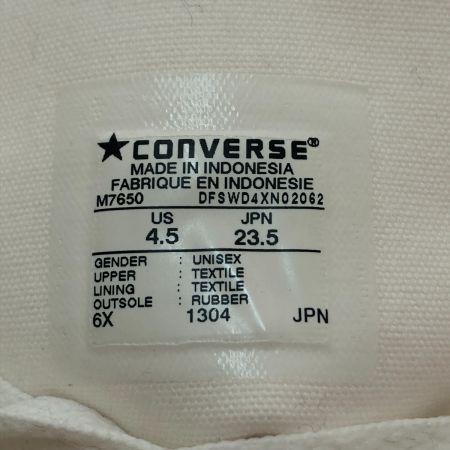 ★CONVERSE®
MADE IN INDONESIA
FABRIQUE EN INDONESIE
M7650 DFSWD4XN02062
US JPN
4.5 23.5
GENDER : UNISEX
UPPER : TEXTILE
LINING : TEXTILE
OUTSOLE : RUBBER
6X 1304 JPN